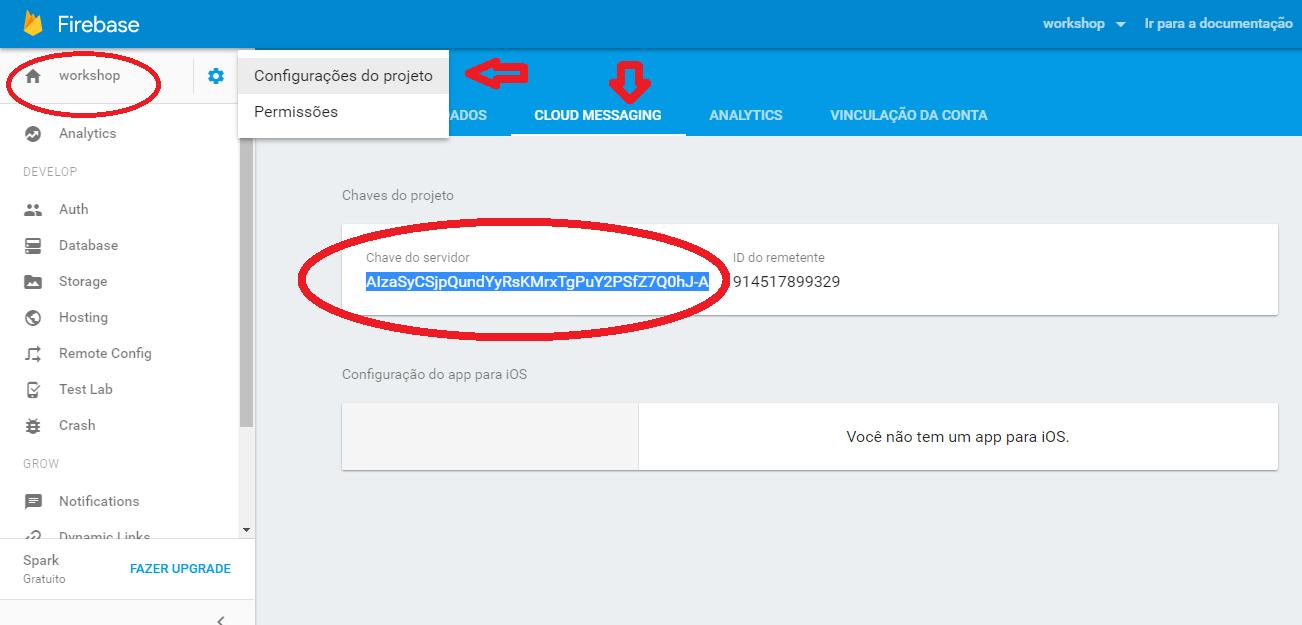 Firebase
workshop
Ir para a documentação
workshop
Configurações do projeto
Permissões
ADOS
CLOUD MESSAGING
ANALYTICS
VINCULAÇÃO DA CONTA
Analytics
DEVELOP
Auth
Database
Storage
Hosting
Remote Config
Test Lab
Crash
GROW
Notifications
Dynamic Links
Spark
Gratuito
FAZER UPGRADE
Chaves do projeto
Chave do servidor
AIzaSyCSjpQundYyRsKMrxTgPuY2PSfZ7Q0hJ-A
ID do remetente
914517899329
Configuração do app para iOS
Você não tem um app para iOS.